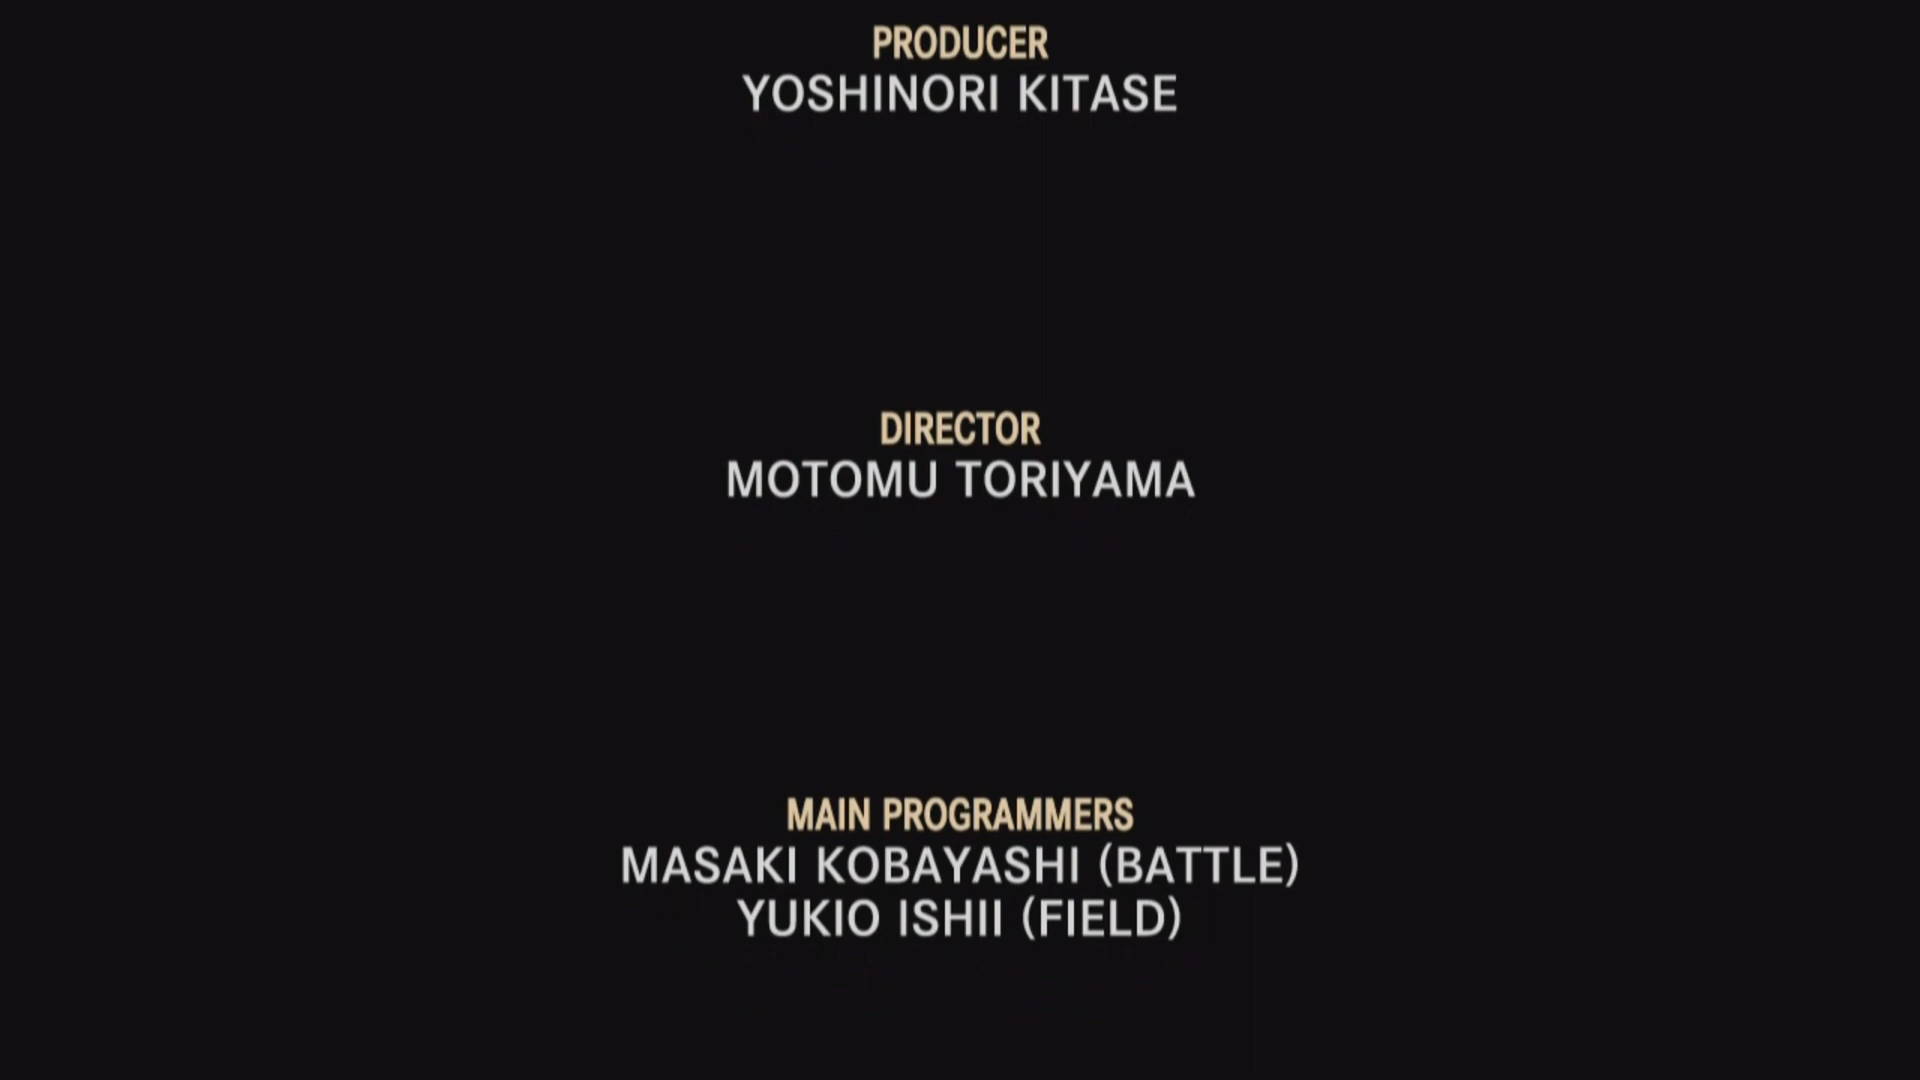 PRODUCER
YOSHINORI KITASE
DIRECTOR
MOTOMU TORIYAMA
MAIN PROGRAMMERS
MASAKI KOBAYASHI (BATTLE)
YUKIO ISHII (FIELD)